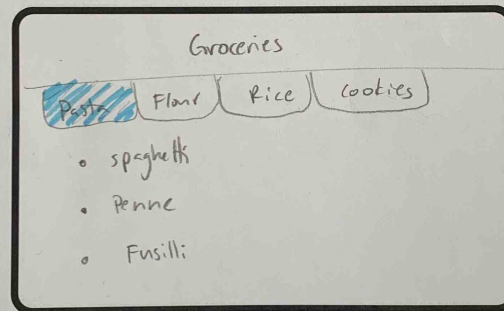 Groceries
Pasta Flour Rice Cookies
• spaghetti
• Penne
• Fusilli